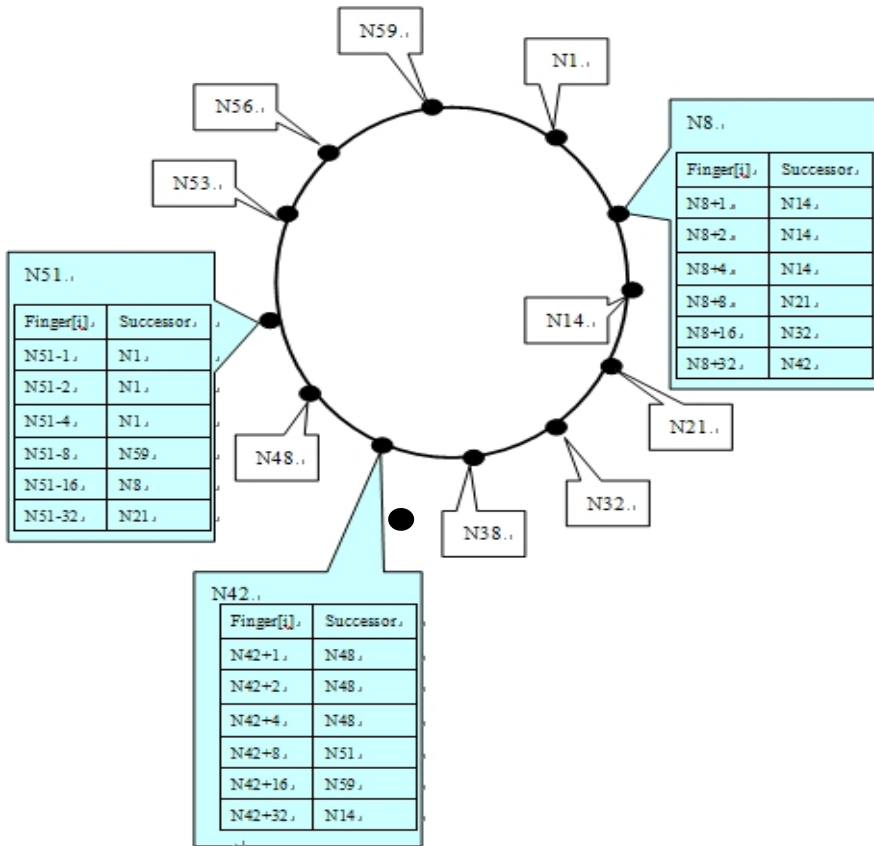 N59
N1
N56
N53
N8
Finger[i] Successor
N8+1 N14
N8+2 N14
N8+4 N14
N8+8 N21
N8+16 N32
N8+32 N42
N51
Finger[i] Successor
N51-1 N1
N51-2 N1
N51-4 N1
N51-8 N59
N51-16 N8
N51-32 N21
N14
N21
N48
N32
N38
N42
Finger[i] Successor
N42+1 N48
N42+2 N48
N42+4 N48
N42+8 N51
N42+16 N59
N42+32 N14